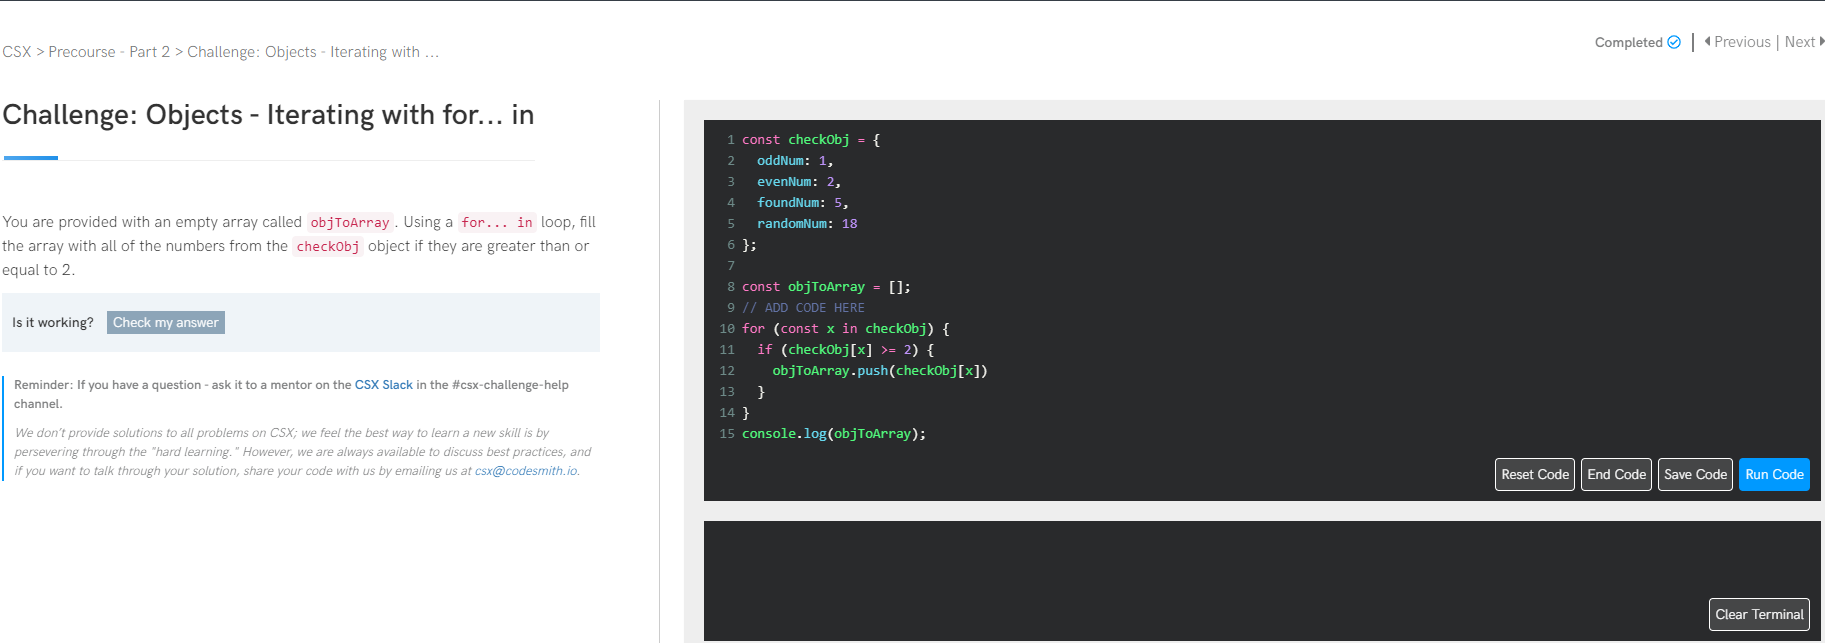 CSX > Precourse - Part 2 > Challenge: Objects - Iterating with ...
Completed | Previous | Next
Challenge: Objects - Iterating with for... in
You are provided with an empty array called objToArray. Using a for... in loop, fill
the array with all of the numbers from the checkObj object if they are greater than or
equal to 2.
Is it working? Check my answer
Reminder: If you have a question - ask it to a mentor on the CSX Slack in the #csx-challenge-help
channel.
We don't provide solutions to all problems on CSX; we feel the best way to learn a new skill is by
persevering through the "hard learning." However, we are always available to discuss best practices, and
if you want to talk through your solution, share your code with us by emailing us at csx@codesmith.io.
1 const checkObj = {
2   oddNum: 1,
3   evenNum: 2,
4   foundNum: 5,
5   randomNum: 18
6 };
7
8 const objToArray = [];
9 // ADD CODE HERE
10 for (const x in checkObj) {
11   if (checkObj[x] >= 2) {
12     objToArray.push(checkObj[x])
13   }
14 }
15 console.log(objToArray);
Reset Code End Code Save Code Run Code
Clear Terminal